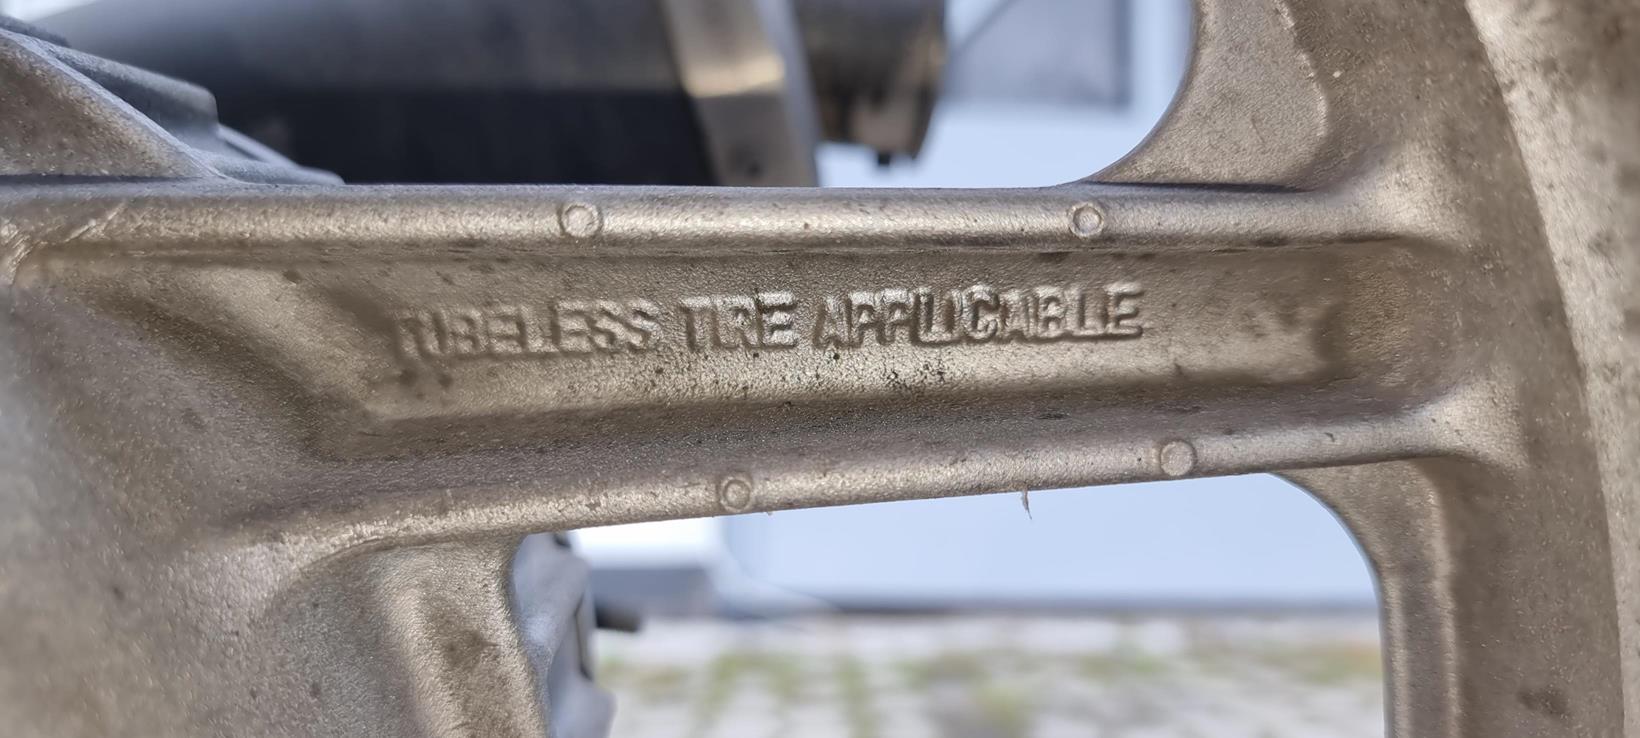 TUBELESS TIRE APPLICABLE